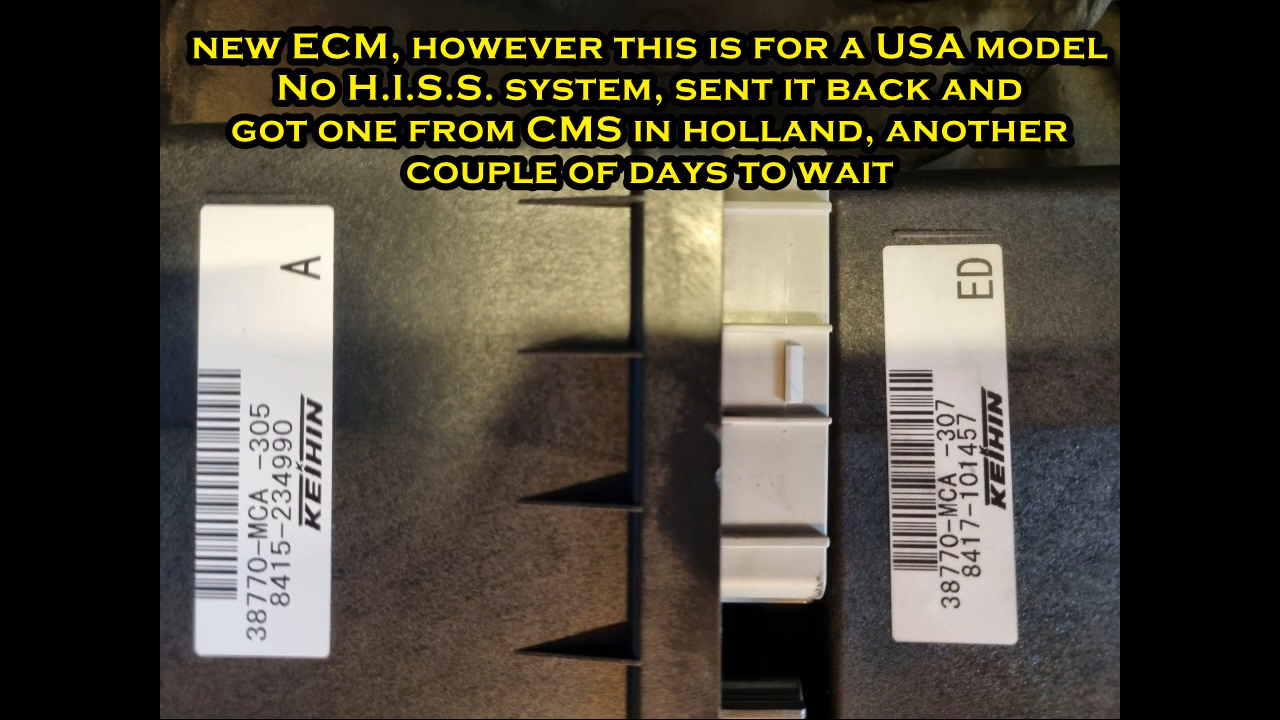 NEW ECM, HOWEVER THIS IS FOR A USA MODEL
NO H.I.S.S. SYSTEM, SENT IT BACK AND
GOT ONE FROM CMS IN HOLLAND, ANOTHER
COUPLE OF DAYS TO WAIT
A
38770-MCA -305
8415-234990
KEIHIN
ED
38770-MCA -307
8417-101457
KEIHIN